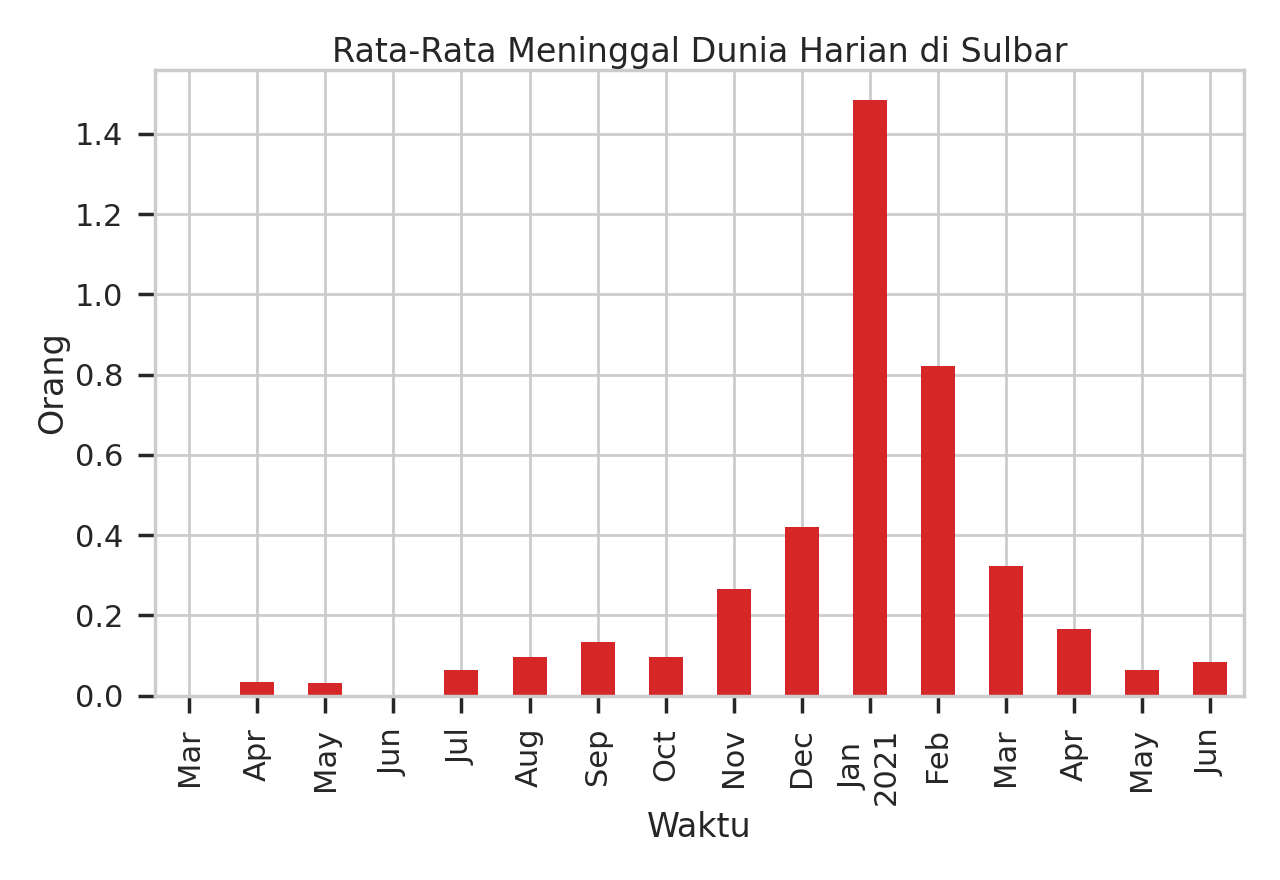 Rata-Rata Meninggal Dunia Harian di Sulbar
Orang
1.4
1.2
1.0
0.8
0.6
0.4
0.2
0.0
Mar
Apr
May
Jun
Jul
Aug
Sep
Oct
Nov
Dec
Jan
2021
Feb
Mar
Apr
May
Jun
Waktu